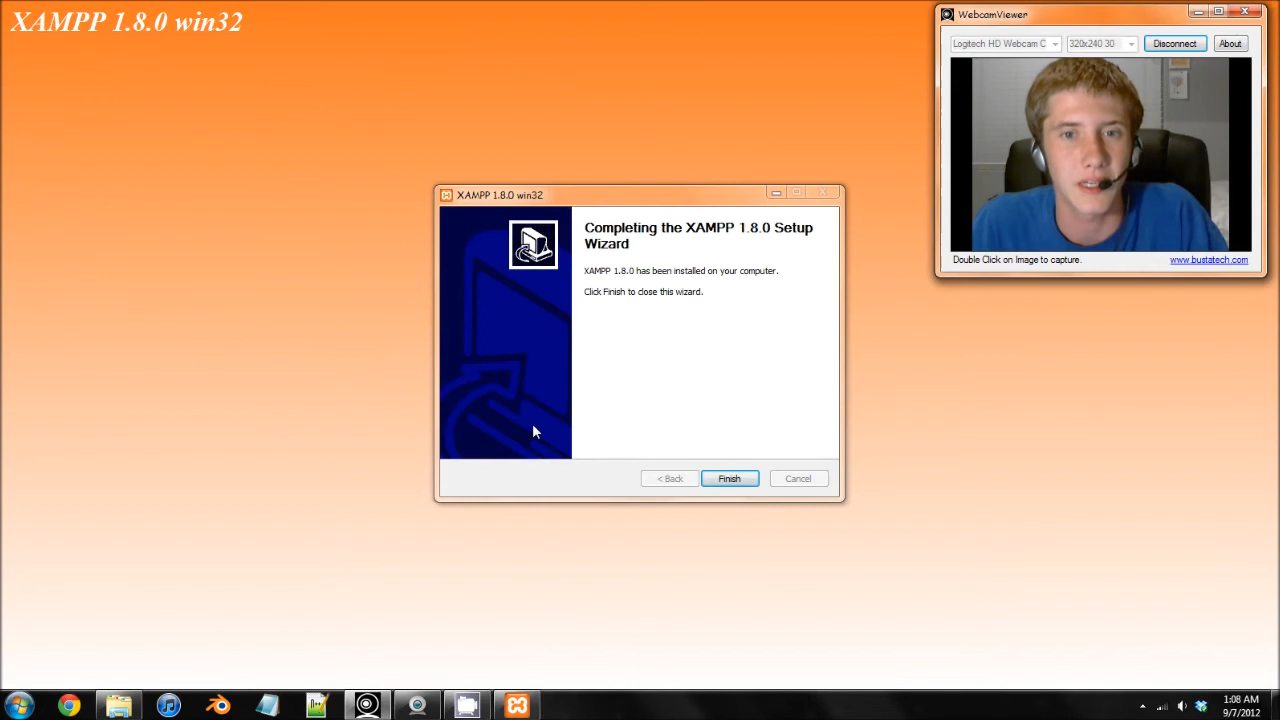 XAMPP 1.8.0 win32
WebcamViewer
Logitech HD Webcam C
320x240 30
Disconnect
About
Double Click on Image to capture.
www.bustatech.com
XAMPP 1.8.0 win32
Completing the XAMPP 1.8.0 Setup
Wizard
XAMPP 1.8.0 has been installed on your computer.
Click Finish to close this wizard.
< Back
Finish
Cancel
1:08 AM
9/7/2012